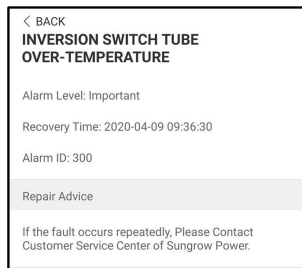 < BACK
INVERSION SWITCH TUBE
OVER-TEMPERATURE
Alarm Level: Important
Recovery Time: 2020-04-09 09:36:30
Alarm ID: 300
Repair Advice
If the fault occurs repeatedly, Please Contact
Customer Service Center of Sungrow Power.